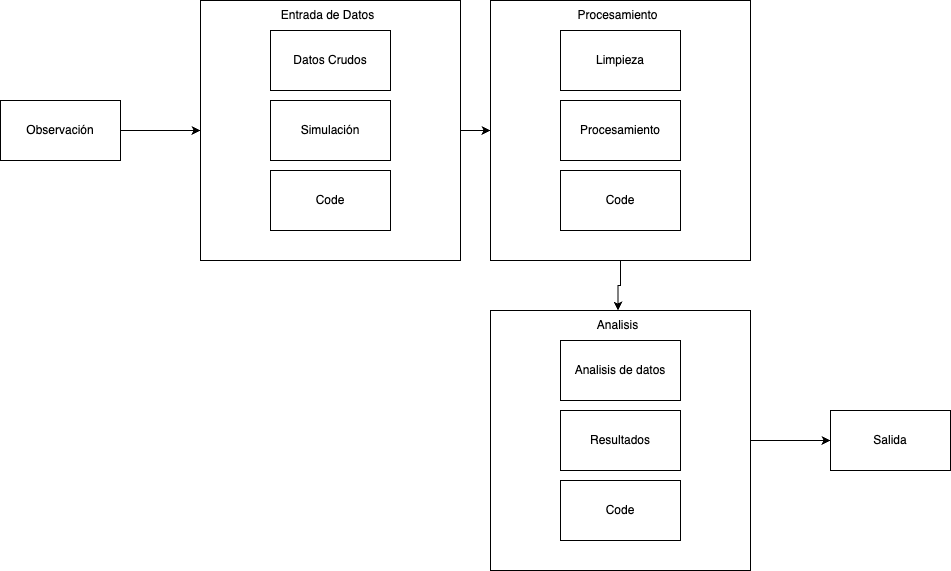 Observación
Entrada de Datos
Datos Crudos
Simulación
Code
Procesamiento
Limpieza
Procesamiento
Code
Analisis
Analisis de datos
Resultados
Code
Salida